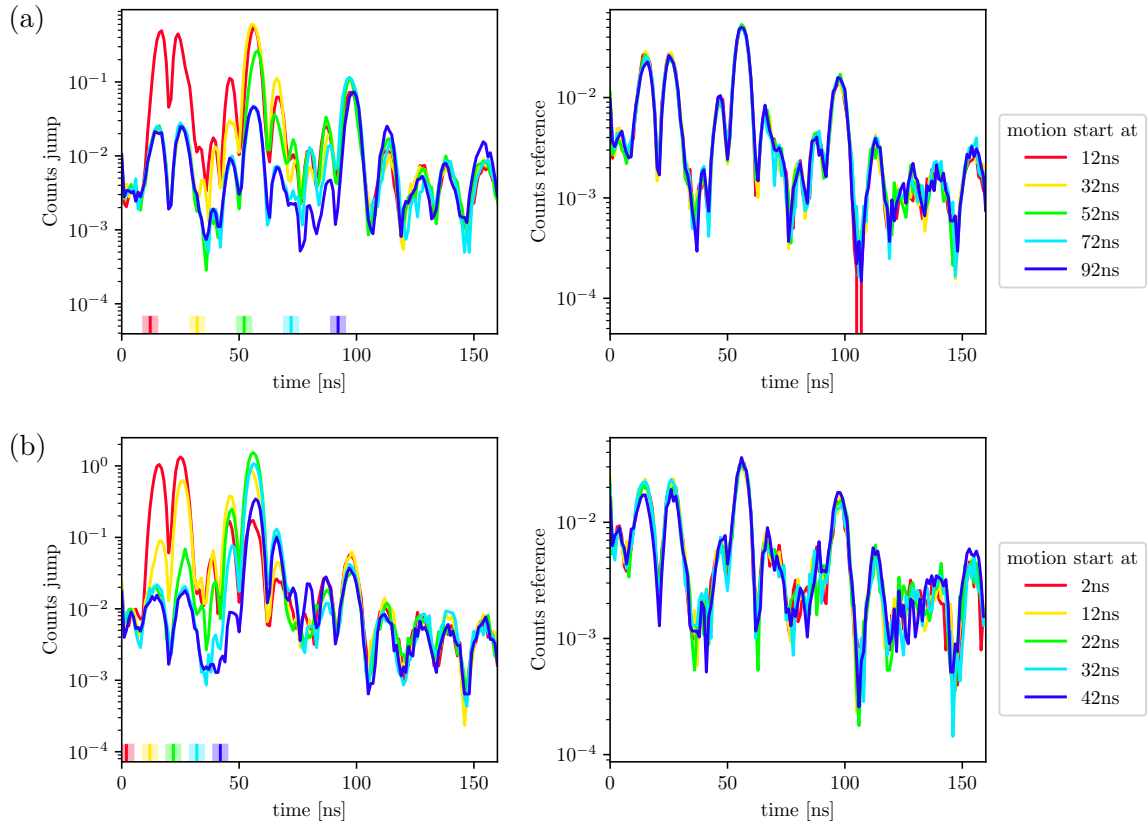 (a)
Counts jump
10⁻¹
10⁻²
10⁻³
10⁻⁴
0
50
100
150
time [ns]
Counts reference
10⁻²
10⁻³
10⁻⁴
0
50
100
150
time [ns]
motion start at
12ns
32ns
52ns
72ns
92ns
(b)
Counts jump
10⁰
10⁻¹
10⁻²
10⁻³
10⁻⁴
0
50
100
150
time [ns]
Counts reference
10⁻²
10⁻³
10⁻⁴
0
50
100
150
time [ns]
motion start at
2ns
12ns
22ns
32ns
42ns